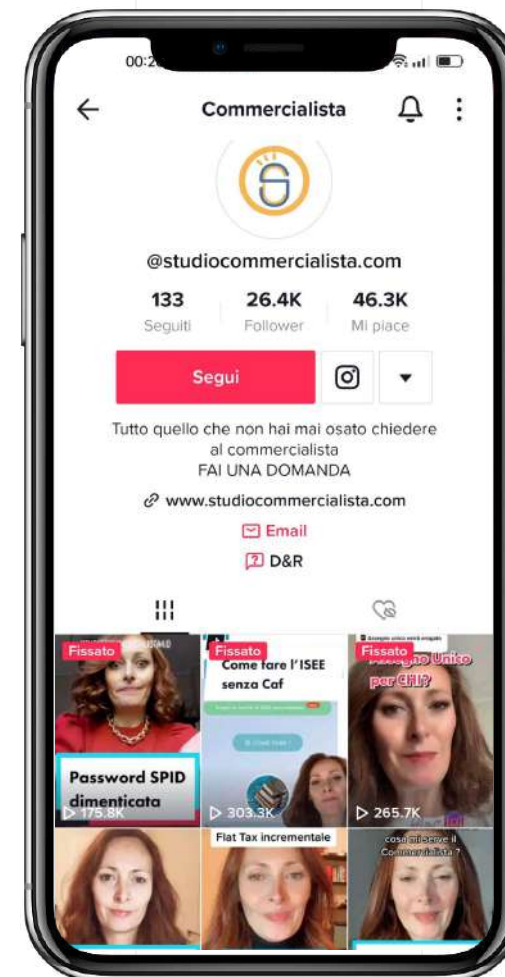 00:2
Commercialista
@studiocommercialista.com
133 26.4K 46.3K
Seguiti Follower Mi piace
Segui
Tutto quello che non hai mai osato chiedere
al commercialista
FAI UNA DOMANDA
www.studiocommercialista.com
Email
D&R
Fissato
Password SPID
dimenticata
175.8K
Fissato
Come fare l'ISEE
senza Caf
303.3K
Fissato
Assegno Unico
per CHI?
265.7K
Flat Tax incrementale
cosa mi serve il
Commercialista ?